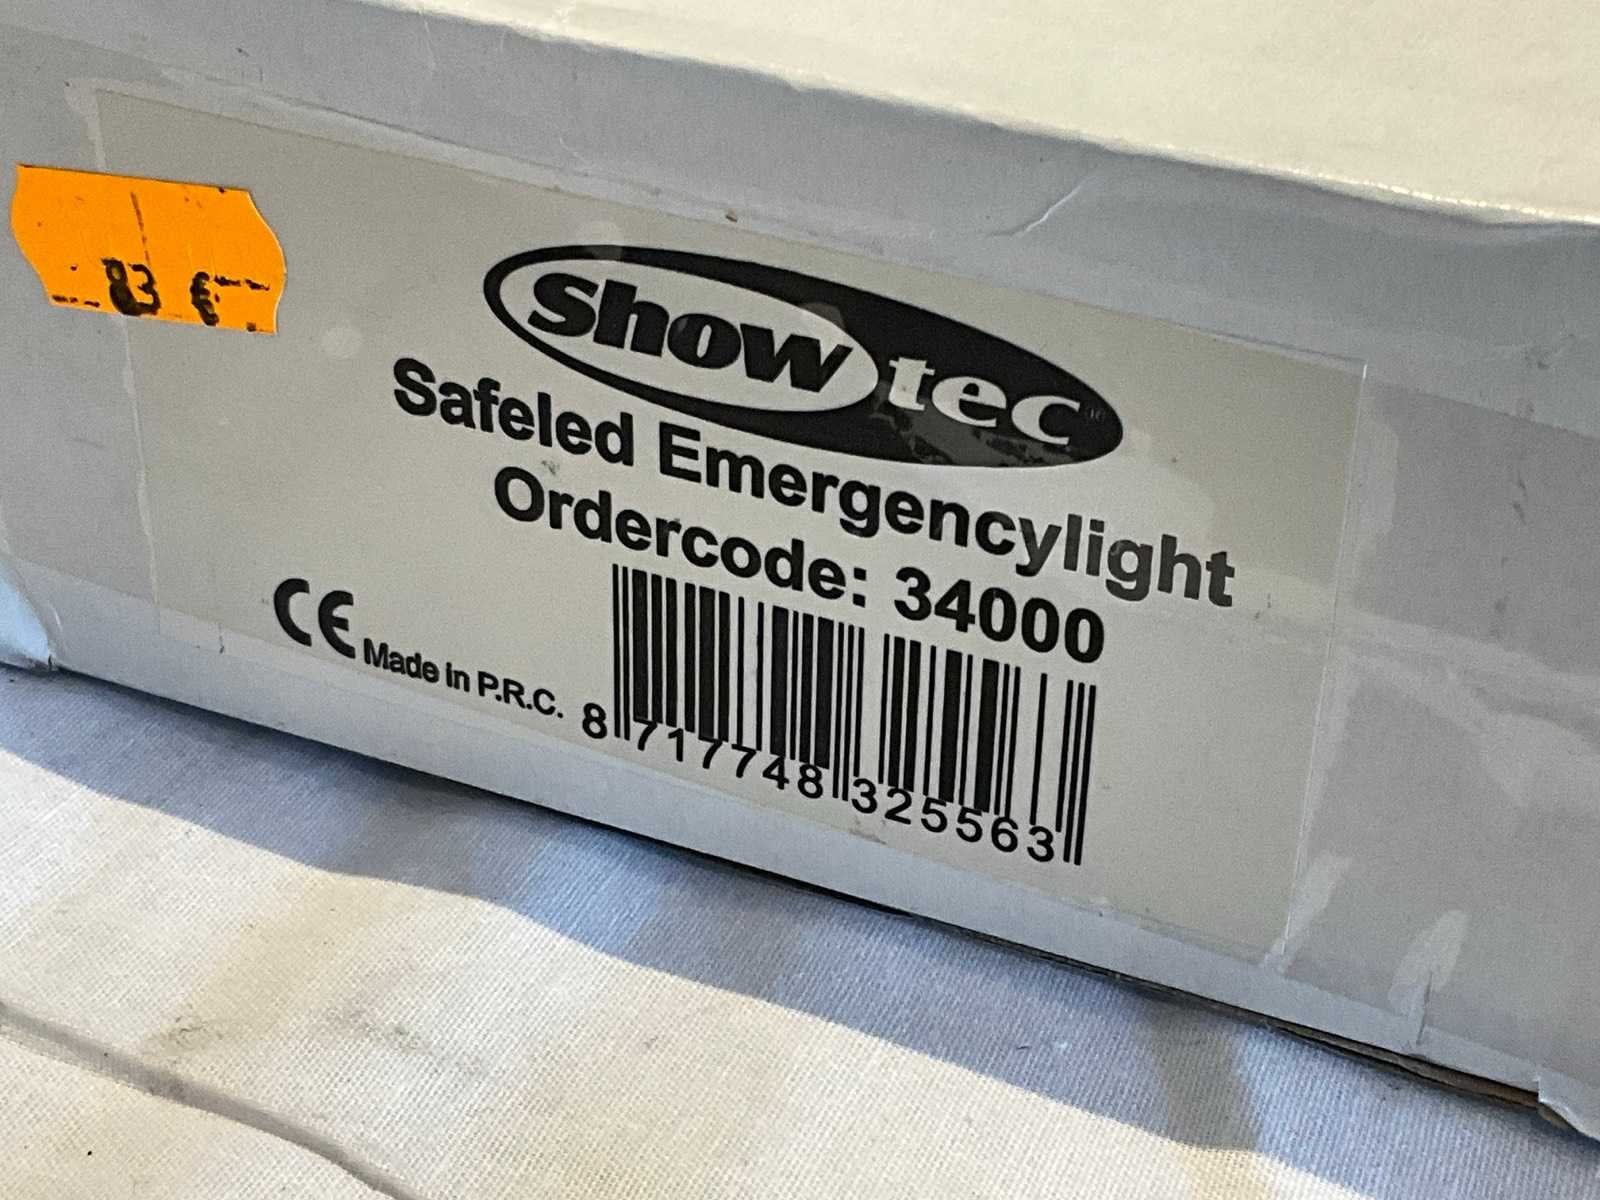 83 €
show tec
Safeled Emergencylight
Ordercode: 34000
CE Made in P.R.C.
8 717748 325563